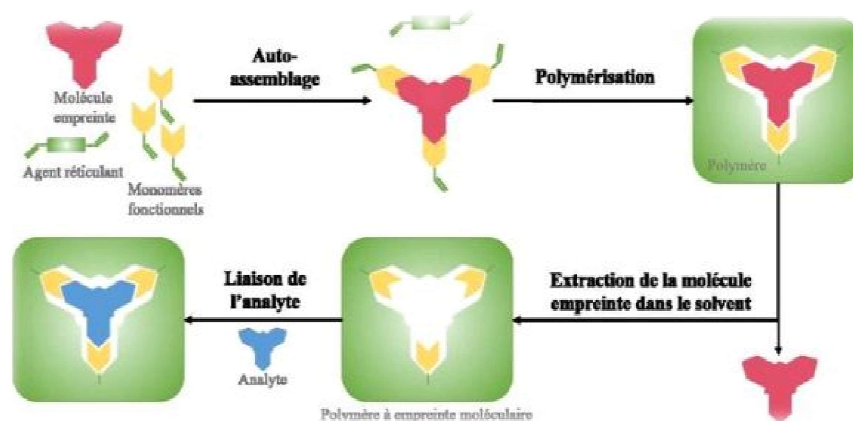 Molécule
empreinte
Agent réticulant
Monomères
fonctionnels
Auto-
assemblage
Polymérisation
Polymère
Extraction de la molécule
empreinte dans le solvent
Polymère à empreinte moléculaire
Liaison de
l'analyte
Analyte